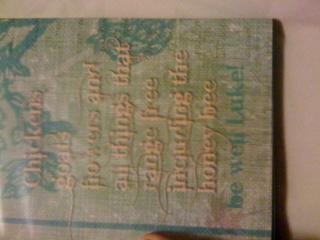 Chickens
goats
flowers and
all things that
range free
including the
honey bee
be well Luke!